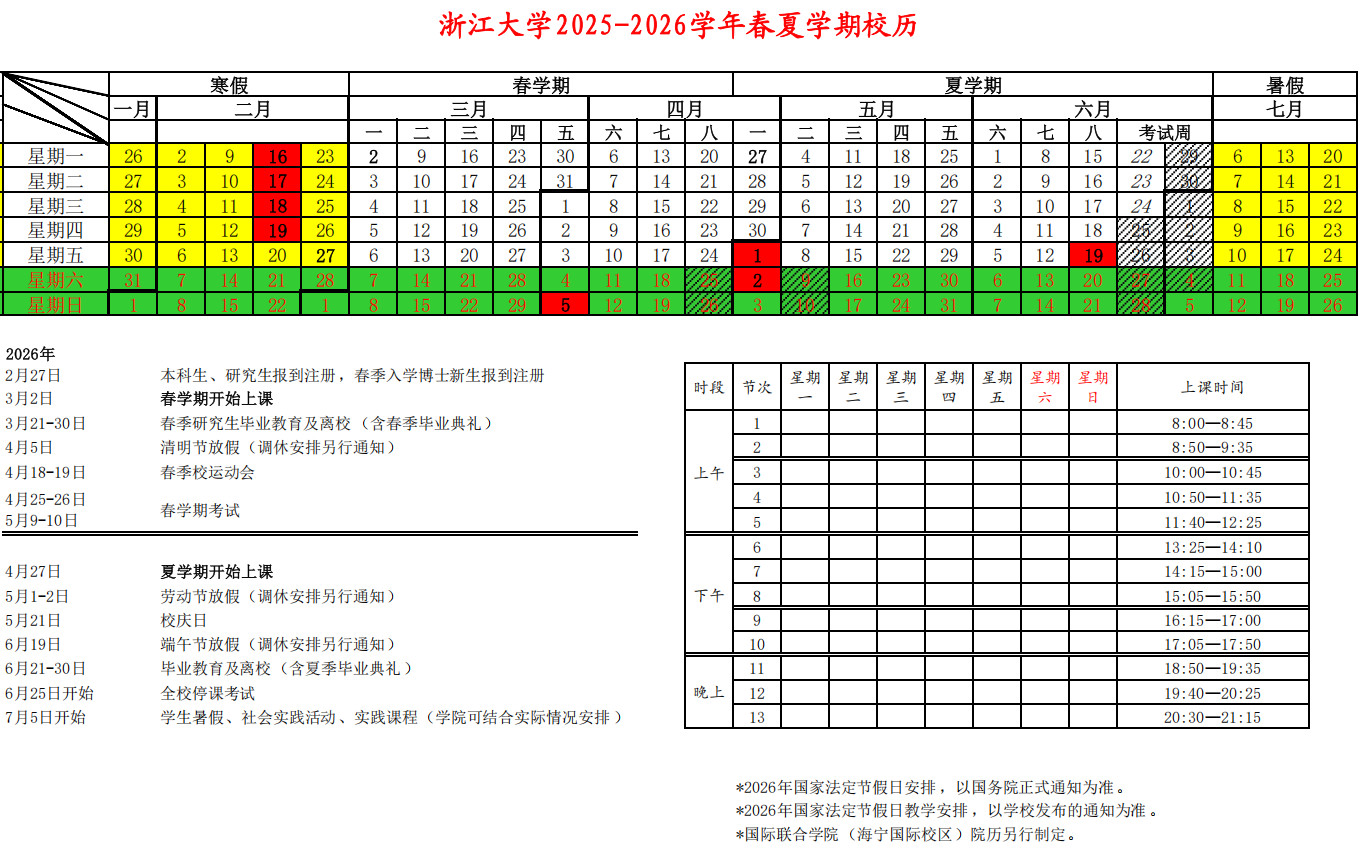 浙江大学2025-2026学年春夏学期校历
寒假 春学期 夏学期 暑假
一月 二月 三月 四月 五月 六月 七月
一 二 三 四 五 六 七 八 一 二 三 四 五 六 七 八 考试周
星期一 26 2 9 16 23 2 9 16 23 30 6 13 20 27 4 11 18 25 1 8 15 22 29 6 13 20
星期二 27 3 10 17 24 3 10 17 24 31 7 14 21 28 5 12 19 26 2 9 16 23 30 7 14 21
星期三 28 4 11 18 25 4 11 18 25 1 8 15 22 29 6 13 20 27 3 10 17 24 1 8 15 22
星期四 29 5 12 19 26 5 12 19 26 2 9 16 23 30 7 14 21 28 4 11 18 25 2 9 16 23
星期五 30 6 13 20 27 6 13 20 27 3 10 17 24 1 8 15 22 29 5 12 19 26 3 10 17 24
星期六 31 7 14 21 28 7 14 21 28 4 11 18 25 2 9 16 23 30 6 13 20 27 4 11 18 25
星期日 1 8 15 22 1 8 15 22 29 5 12 19 26 3 10 17 24 31 7 14 21 28 5 12 19 26
2026年
2月27日 本科生、研究生报到注册，春季入学博士新生报到注册
3月2日 春学期开始上课
3月21-30日 春季研究生毕业教育及离校（含春季毕业典礼）
4月5日 清明节放假（调休安排另行通知）
4月18-19日 春季校运动会
4月25-26日
5月9-10日 春学期考试
4月27日 夏学期开始上课
5月1-2日 劳动节放假（调休安排另行通知）
5月21日 校庆日
6月19日 端午节放假（调休安排另行通知）
6月21-30日 毕业教育及离校（含夏季毕业典礼）
6月25日开始 全校停课考试
7月5日开始 学生暑假、社会实践活动、实践课程（学院可结合实际情况安排）
时段 节次 星期一 星期二 星期三 星期四 星期五 星期六 星期日 上课时间
上午
1 8:00—8:45
2 8:50—9:35
3 10:00—10:45
4 10:50—11:35
5 11:40—12:25
下午
6 13:25—14:10
7 14:15—15:00
8 15:05—15:50
9 16:15—17:00
10 17:05—17:50
晚上
11 18:50—19:35
12 19:40—20:25
13 20:30—21:15
*2026年国家法定节假日安排，以国务院正式通知为准。
*2026年国家法定节假日教学安排，以学校发布的通知为准。
*国际联合学院（海宁国际校区）院历另行制定。